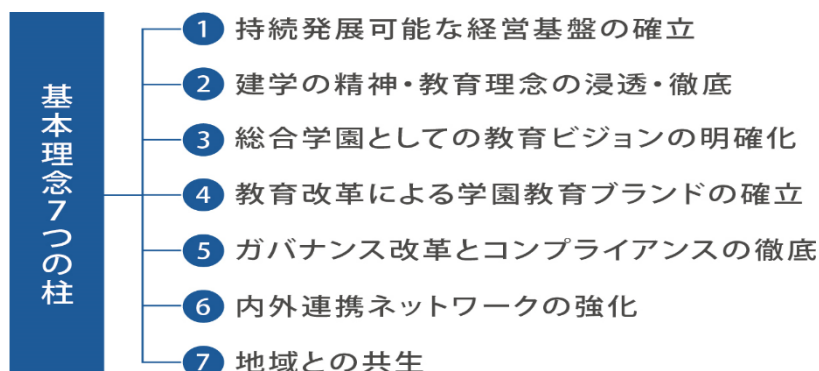 基本理念7つの柱
1 持続発展可能な経営基盤の確立
2 建学の精神・教育理念の浸透・徹底
3 総合学園としての教育ビジョンの明確化
4 教育改革による学園教育ブランドの確立
5 ガバナンス改革とコンプライアンスの徹底
6 内外連携ネットワークの強化
7 地域との共生